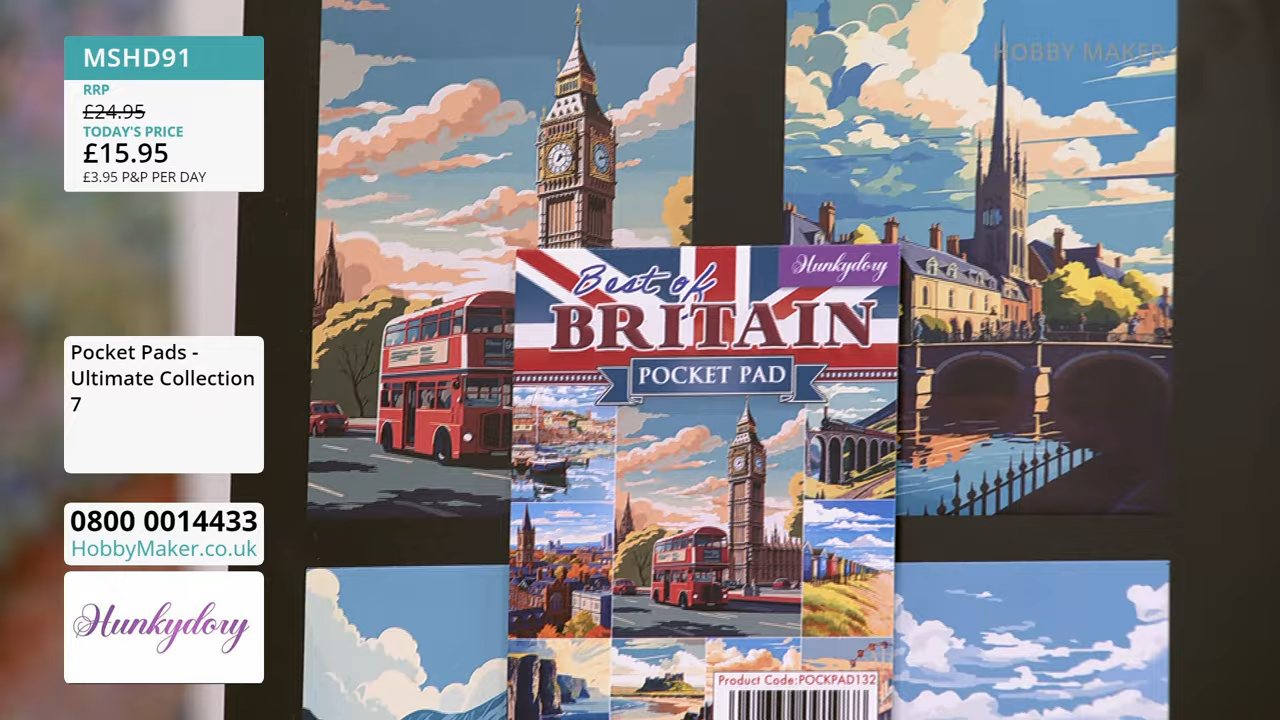 MSHD91
RRP
£24.95
TODAY'S PRICE
£15.95
£3.95 P&P PER DAY
Pocket Pads -
Ultimate Collection
7
0800 0014433
HobbyMaker.co.uk
Hunkydory
HOBBY MAKER
Hunkydory
Best of
BRITAIN
POCKET PAD
Product Code:POCKPAD132